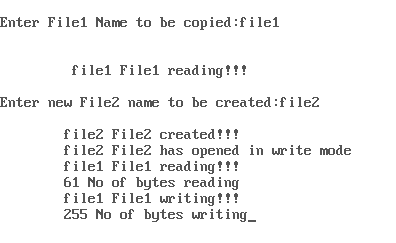 Enter File1 Name to be copied:file1
file1 File1 reading!!!
Enter new File2 name to be created:file2
file2 File2 created!!!
file2 File2 has opened in write mode
file1 File1 reading!!!
61 No of bytes reading
file1 File1 writing!!!
255 No of bytes writing_